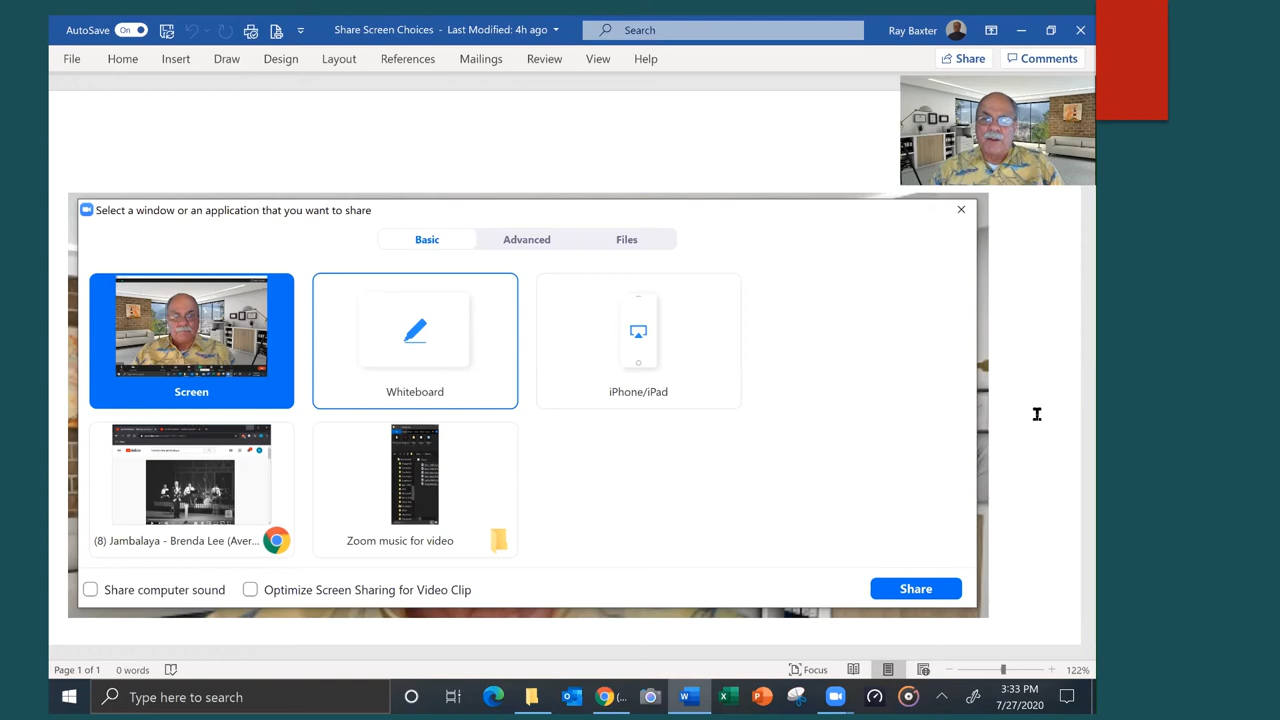 AutoSave On Share Screen Choices - Last Modified: 4h ago Search Ray Baxter
File Home Insert Draw Design Layout References Mailings Review View Help Share Comments
Select a window or an application that you want to share
Basic Advanced Files
Screen Whiteboard iPhone/iPad
(8) Jambalaya - Brenda Lee (Aver... Zoom music for video
Share computer sound Optimize Screen Sharing for Video Clip Share
Page 1 of 1 0 words Focus 122%
Type here to search (... 3:33 PM
7/27/2020